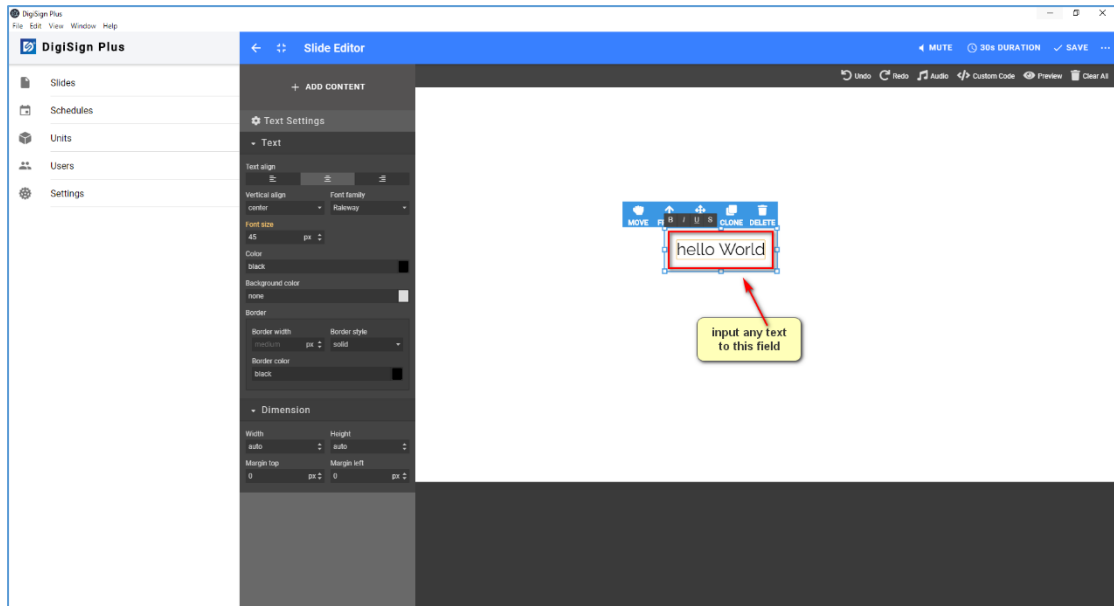 DigiSign Plus
File Edit View Window Help
DigiSign Plus
Slide Editor
MUTE
30s DURATION
SAVE
Slides
Schedules
Units
Users
Settings
+ ADD CONTENT
Undo Redo Audio Custom Code Preview Clear All
Text Settings
Text
Text align
Vertical align Font family
center Raleway
Font size
45 px
Color
black
Background color
none
Border
Border width Border style
medium px solid
Border color
black
Dimension
Width Height
auto auto
Margin top Margin left
0 px 0 px
B I U S
MOVE CLONE DELETE
hello World
input any text
to this field